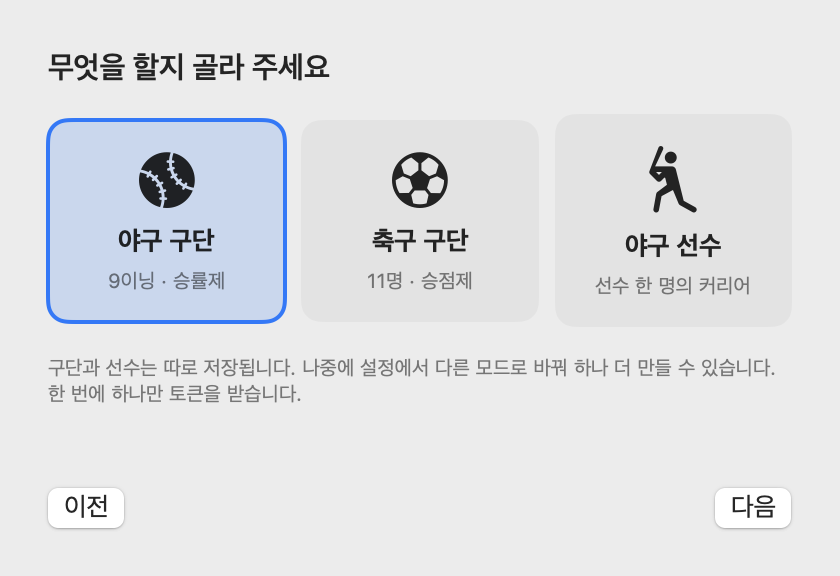 무엇을 할지 골라 주세요
야구 구단
9이닝 · 승률제
축구 구단
11명 · 승점제
야구 선수
선수 한 명의 커리어
구단과 선수는 따로 저장됩니다. 나중에 설정에서 다른 모드로 바꿔 하나 더 만들 수 있습니다.
한 번에 하나만 토큰을 받습니다.
이전
다음